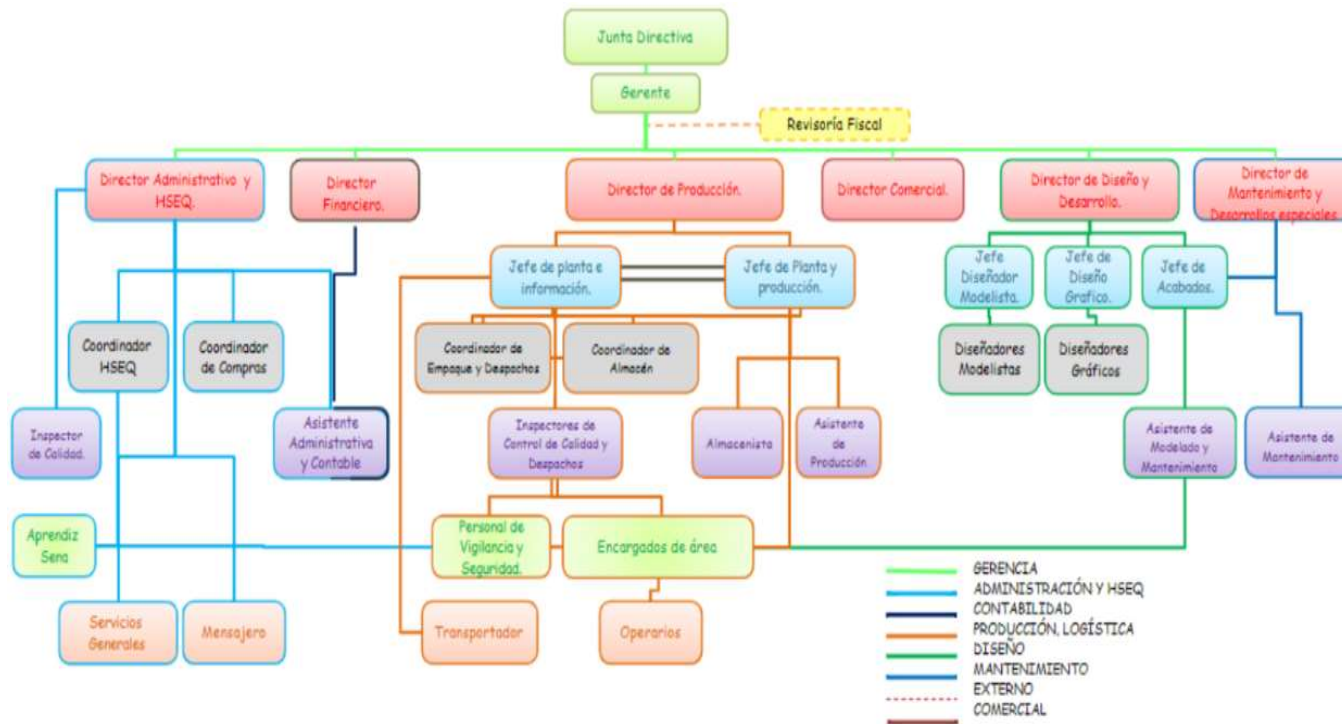 Junta Directiva
Gerente
Revisoría Fiscal
Director Administrativo y
HSEQ.
Director
Financiero.
Director de Producción.
Director Comercial.
Director de Diseño y
Desarrollo.
Director de
Mantenimiento y
Desarrollos especiales.
Jefe de planta e
información.
Jefe de Planta y
producción.
Jefe
Diseñador
Modelista.
Jefe de
Diseño
Grafico.
Jefe de
Acabados.
Coordinador
HSEQ
Coordinador
de Compras
Coordinador de
Empaque y Despachos
Coordinador de
Almacén
Diseñadores
Modelistas
Diseñadores
Gráficos
Inspector
de Calidad.
Asistente
Administrativa
y Contable
Inspectores de
Control de Calidad y
Despachos
Almacenista
Asistente
de
Producción
Asistente de
Modelado y
Mantenimiento
Asistente de
Mantenimiento
Aprendiz
Sena
Personal de
Vigilancia y
Seguridad.
Encargados de área
Servicios
Generales
Mensajero
Transportador
Operarios
GERENCIA
ADMINISTRACIÓN Y HSEQ
CONTABILIDAD
PRODUCCIÓN, LOGÍSTICA
DISEÑO
MANTENIMIENTO
EXTERNO
COMERCIAL